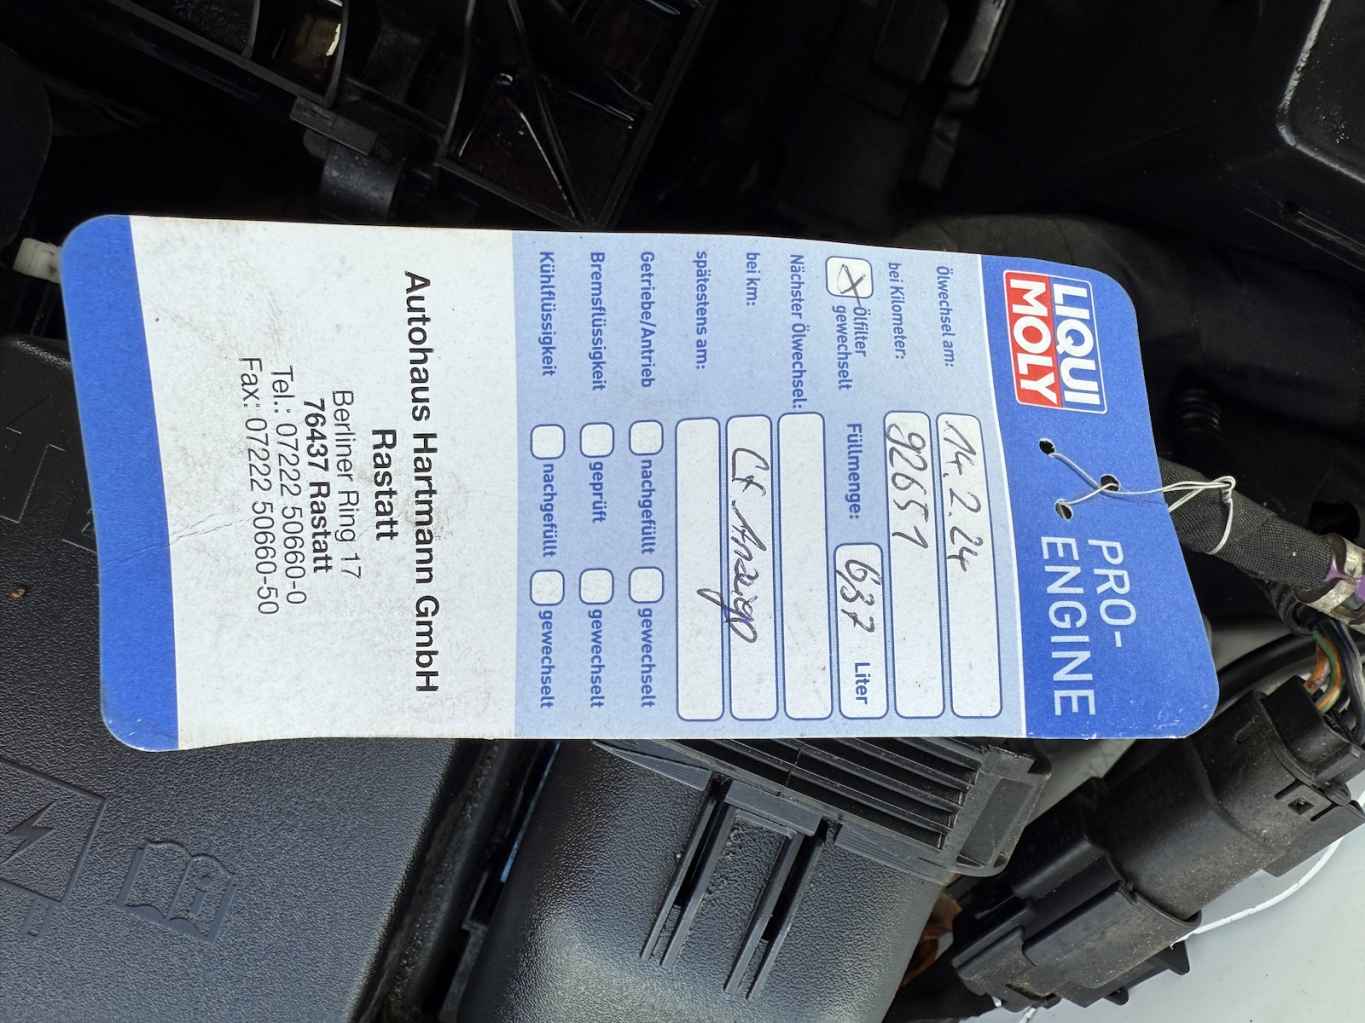 LIQUI
MOLY
PRO-
ENGINE
Ölwechsel am: 14.2.24
bei Kilometer: 92651
X Ölfilter
gewechselt
Füllmenge: 6,37 Liter
Nächster Ölwechsel:
bei km: Lt. Anzeige
spätestens am:
Getriebe/Antrieb nachgefüllt gewechselt
Bremsflüssigkeit geprüft gewechselt
Kühlflüssigkeit nachgefüllt gewechselt
Autohaus Hartmann GmbH
Rastatt
Berliner Ring 17
76437 Rastatt
Tel.: 07222 50660-0
Fax: 07222 50660-50